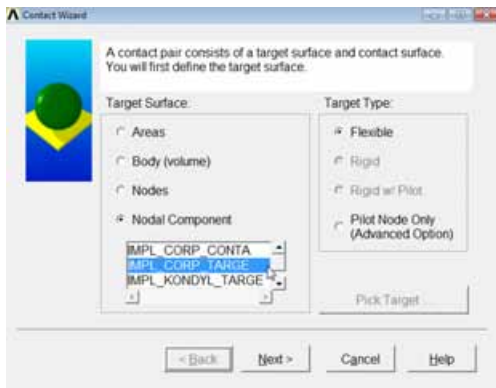 Contact Wizard
A contact pair consists of a target surface and contact surface.
You will first define the target surface.
Target Surface:
Target Type:
Areas
Flexible
Body (volume)
Rigid
Nodes
Rigid w/ Pilot
Nodal Component
Pilot Node Only
(Advanced Option)
IMPL_CORP_CONTA
IMPL_CORP_TARGE
IMPL_KONDYL_TARGE
Pick Target ...
< Back
Next >
Cancel
Help